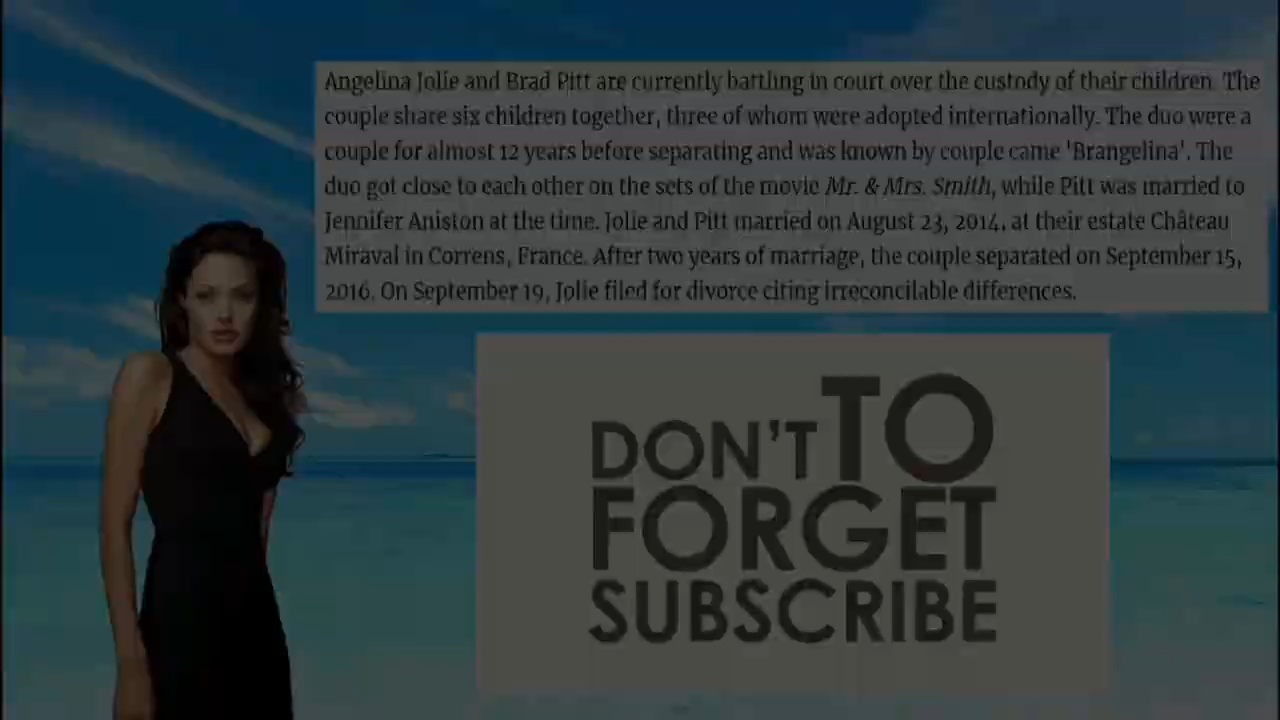 Angelina Jolie and Brad Pitt are currently battling in court over the custody of their children. The
couple share six children together, three of whom were adopted internationally. The duo were a
couple for almost 12 years before separating and was known by couple came 'Brangelina'. The
duo got close to each other on the sets of the movie Mr. & Mrs. Smith, while Pitt was married to
Jennifer Aniston at the time. Jolie and Pitt married on August 23, 2014, at their estate Château
Miraval in Correns, France. After two years of marriage, the couple separated on September 15,
2016. On September 19, Jolie filed for divorce citing irreconcilable differences.
DON'T TO
FORGET
SUBSCRIBE